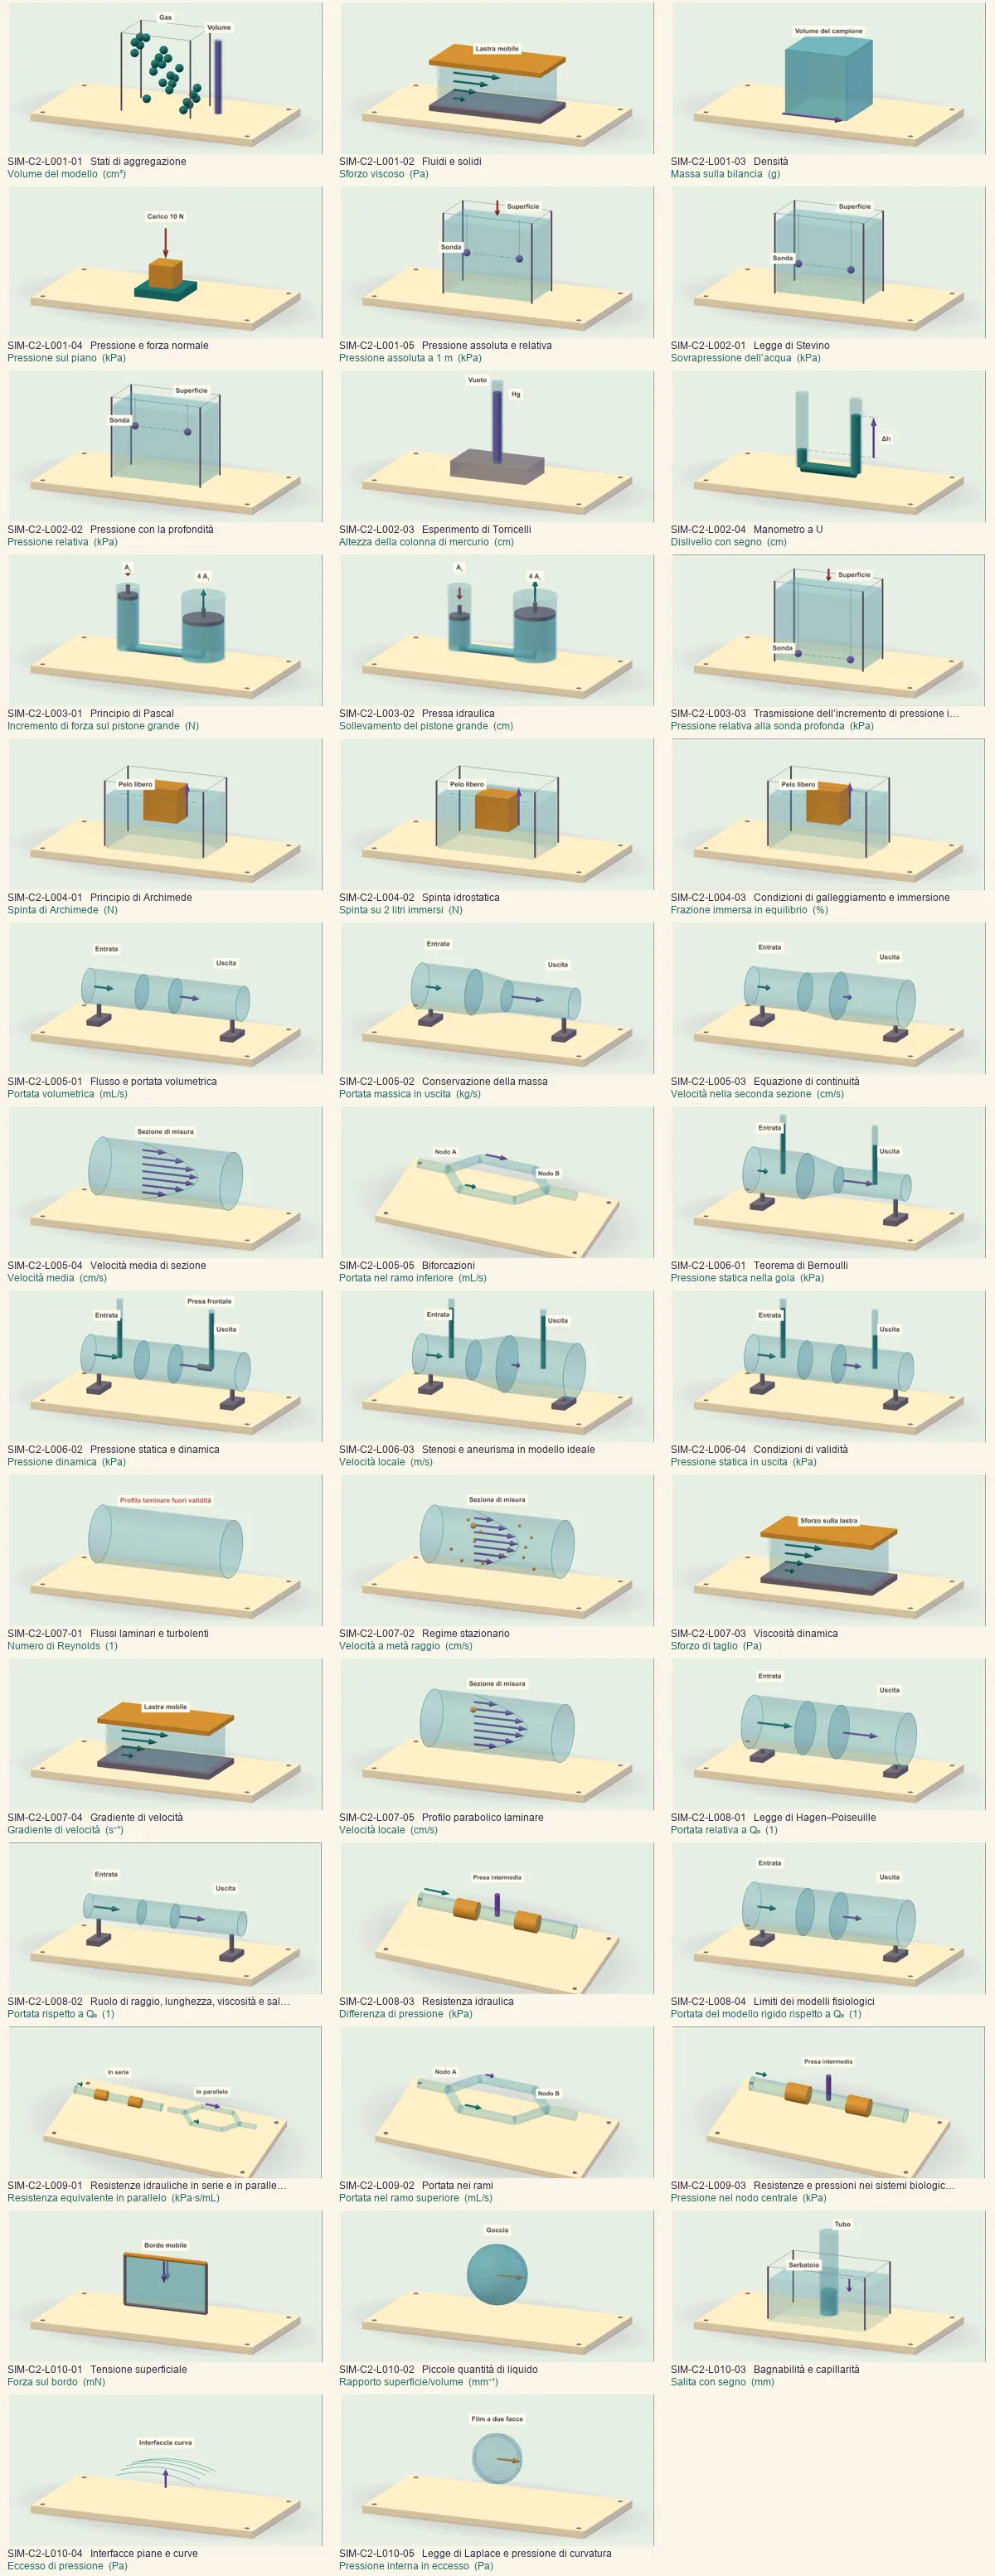 Gas
Volume
SIM-C2-L001-01 Stati di aggregazione
Volume del modello (cm³)
Lastra mobile
SIM-C2-L001-02 Fluidi e solidi
Sforzo viscoso (Pa)
Volume del campione
SIM-C2-L001-03 Densità
Massa sulla bilancia (g)
Carico 10 N
SIM-C2-L001-04 Pressione e forza normale
Pressione sul piano (kPa)
Superficie
Sonda
SIM-C2-L001-05 Pressione assoluta e relativa
Pressione assoluta a 1 m (kPa)
Superficie
Sonda
SIM-C2-L002-01 Legge di Stevino
Sovrapressione dell'acqua (kPa)
Superficie
Sonda
SIM-C2-L002-02 Pressione con la profondità
Pressione relativa (kPa)
Vuoto
Hg
SIM-C2-L002-03 Esperimento di Torricelli
Altezza della colonna di mercurio (cm)
Δh
SIM-C2-L002-04 Manometro a U
Dislivello con segno (cm)
A₁
4 A₁
SIM-C2-L003-01 Principio di Pascal
Incremento di forza sul pistone grande (N)
A₁
4 A₁
SIM-C2-L003-02 Pressa idraulica
Sollevamento del pistone grande (cm)
Superficie
Sonda
SIM-C2-L003-03 Trasmissione dell'incremento di pressione i…
Pressione relativa alla sonda profonda (kPa)
Pelo libero
SIM-C2-L004-01 Principio di Archimede
Spinta di Archimede (N)
Pelo libero
SIM-C2-L004-02 Spinta idrostatica
Spinta su 2 litri immersi (N)
Pelo libero
SIM-C2-L004-03 Condizioni di galleggiamento e immersione
Frazione immersa in equilibrio (%)
Entrata
Uscita
SIM-C2-L005-01 Flusso e portata volumetrica
Portata volumetrica (mL/s)
Entrata
Uscita
SIM-C2-L005-02 Conservazione della massa
Portata massica in uscita (kg/s)
Entrata
Uscita
SIM-C2-L005-03 Equazione di continuità
Velocità nella seconda sezione (cm/s)
Sezione di misura
SIM-C2-L005-04 Velocità media di sezione
Velocità media (cm/s)
Nodo A
Nodo B
SIM-C2-L005-05 Biforcazioni
Portata nel ramo inferiore (mL/s)
Entrata
Uscita
SIM-C2-L006-01 Teorema di Bernoulli
Pressione statica nella gola (kPa)
Presa frontale
Entrata
Uscita
SIM-C2-L006-02 Pressione statica e dinamica
Pressione dinamica (kPa)
Entrata
Uscita
SIM-C2-L006-03 Stenosi e aneurisma in modello ideale
Velocità locale (m/s)
Entrata
Uscita
SIM-C2-L006-04 Condizioni di validità
Pressione statica in uscita (kPa)
Profilo laminare fuori validità
SIM-C2-L007-01 Flussi laminari e turbolenti
Numero di Reynolds (1)
Sezione di misura
SIM-C2-L007-02 Regime stazionario
Velocità a metà raggio (cm/s)
Sforzo sulla lastra
SIM-C2-L007-03 Viscosità dinamica
Sforzo di taglio (Pa)
Lastra mobile
SIM-C2-L007-04 Gradiente di velocità
Gradiente di velocità (s⁻¹)
Sezione di misura
SIM-C2-L007-05 Profilo parabolico laminare
Velocità locale (cm/s)
Entrata
Uscita
SIM-C2-L008-01 Legge di Hagen–Poiseuille
Portata relativa a Q₀ (1)
Entrata
Uscita
SIM-C2-L008-02 Ruolo di raggio, lunghezza, viscosità e sal…
Portata rispetto a Q₀ (1)
Presa intermedia
SIM-C2-L008-03 Resistenza idraulica
Differenza di pressione (kPa)
Entrata
Uscita
SIM-C2-L008-04 Limiti dei modelli fisiologici
Portata del modello rigido rispetto a Q₀ (1)
In serie
In parallelo
SIM-C2-L009-01 Resistenze idrauliche in serie e in paralle…
Resistenza equivalente in parallelo (kPa·s/mL)
Nodo A
Nodo B
SIM-C2-L009-02 Portata nei rami
Portata nel ramo superiore (mL/s)
Presa intermedia
SIM-C2-L009-03 Resistenze e pressioni nei sistemi biologic…
Pressione nel nodo centrale (kPa)
Bordo mobile
SIM-C2-L010-01 Tensione superficiale
Forza sul bordo (mN)
Goccia
SIM-C2-L010-02 Piccole quantità di liquido
Rapporto superficie/volume (mm⁻¹)
Tubo
Serbatoio
SIM-C2-L010-03 Bagnabilità e capillarità
Salita con segno (mm)
Interfaccia curva
SIM-C2-L010-04 Interfacce piane e curve
Eccesso di pressione (Pa)
Film a due facce
SIM-C2-L010-05 Legge di Laplace e pressione di curvatura
Pressione interna in eccesso (Pa)